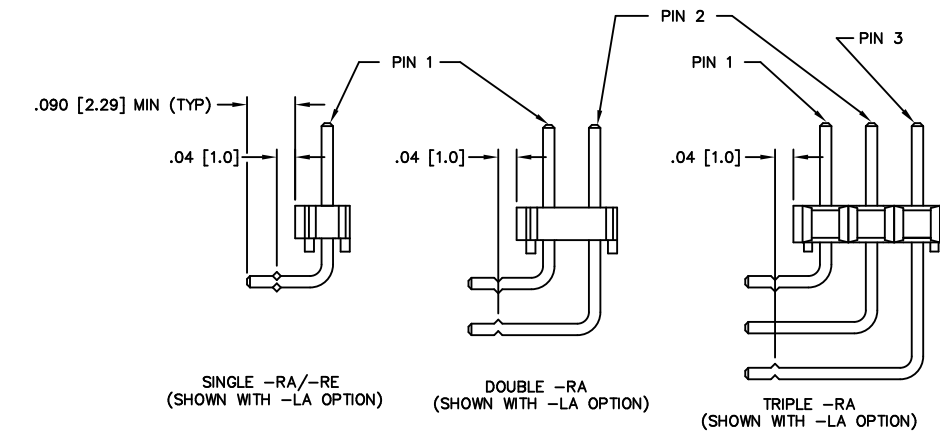 PIN 2
PIN 3
PIN 1
PIN 1
.090 [2.29] MIN (TYP)
.04 [1.0]
.04 [1.0]
.04 [1.0]
SINGLE -RA/-RE
(SHOWN WITH -LA OPTION)
DOUBLE -RA
(SHOWN WITH -LA OPTION)
TRIPLE -RA
(SHOWN WITH -LA OPTION)